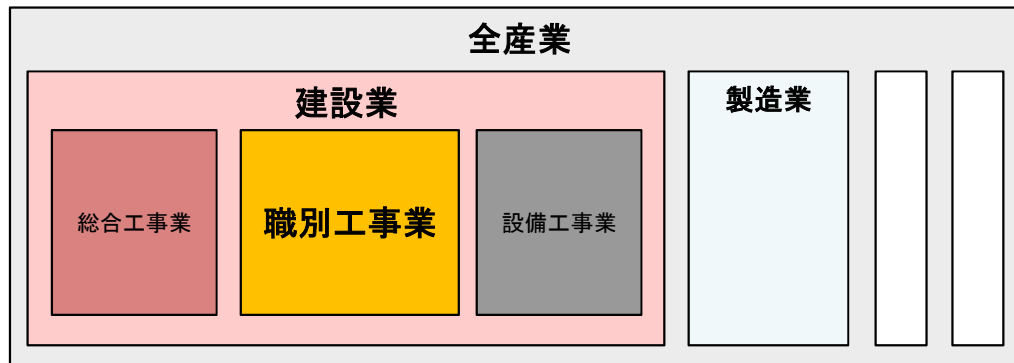 全産業
建設業
製造業
総合工事業
職別工事業
設備工事業